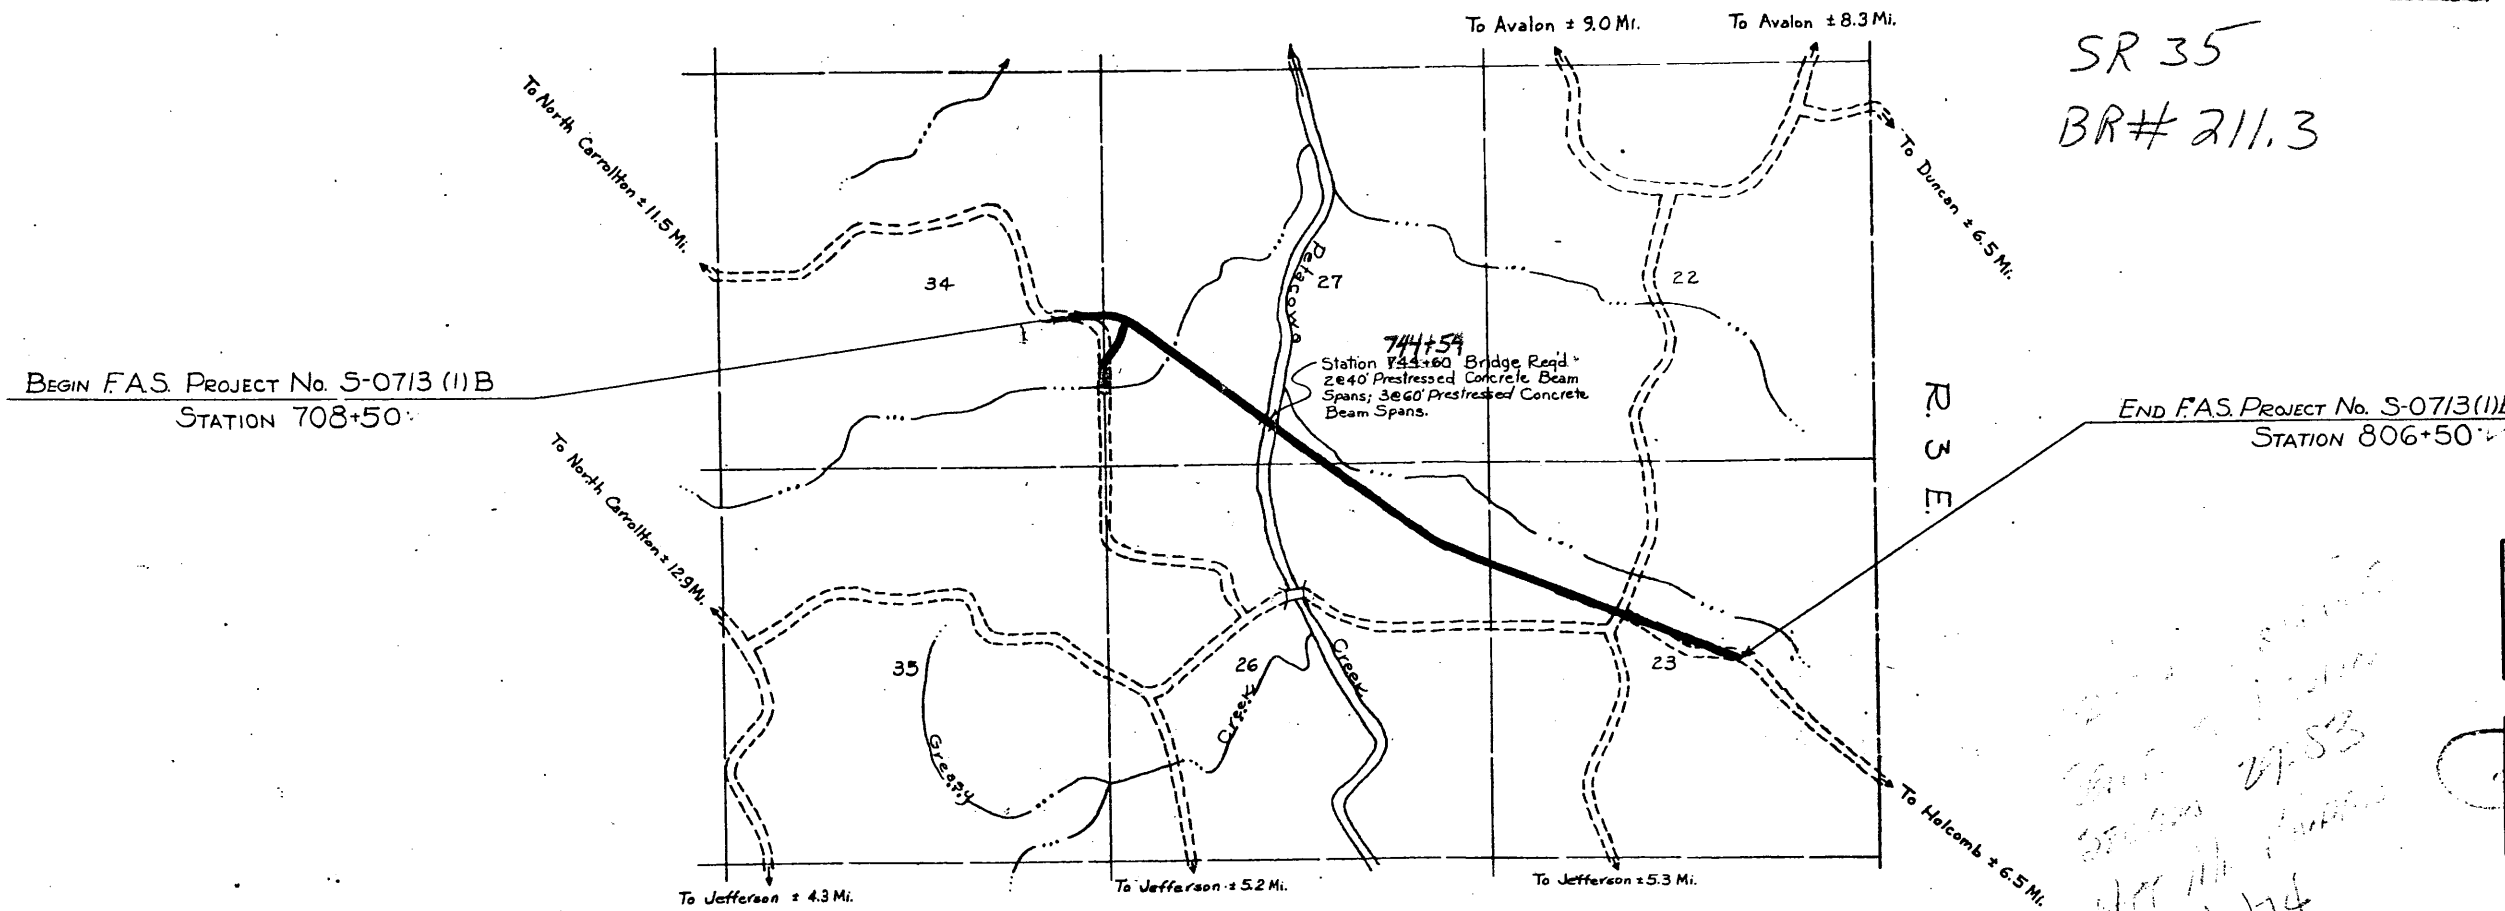 To Avalon ± 9.0 Mi.
To Avalon ± 8.3 Mi.
SR 35
BR# 211.3
To North Carrollton ± 11.5 Mi.
To Duncan ± 6.5 Mi.
34
27
22
Petacowa
744+54
Station 744+60 Bridge Req'd
2@40' Prestressed Concrete Beam
Spans; 3@60' Prestressed Concrete
Beam Spans.
BEGIN F.A.S. PROJECT NO. S-0713 (1) B
STATION 708+50
R. 3 E.
END F.A.S. PROJECT NO. S-0713 (1)
STATION 806+50
To North Carrollton ± 12.9 Mi.
35
26
23
Creek
Greasy
Creek
To Holcomb ± 6.5 Mi.
To Jefferson ± 4.3 Mi.
To Jefferson ± 5.2 Mi.
To Jefferson ± 5.3 Mi.